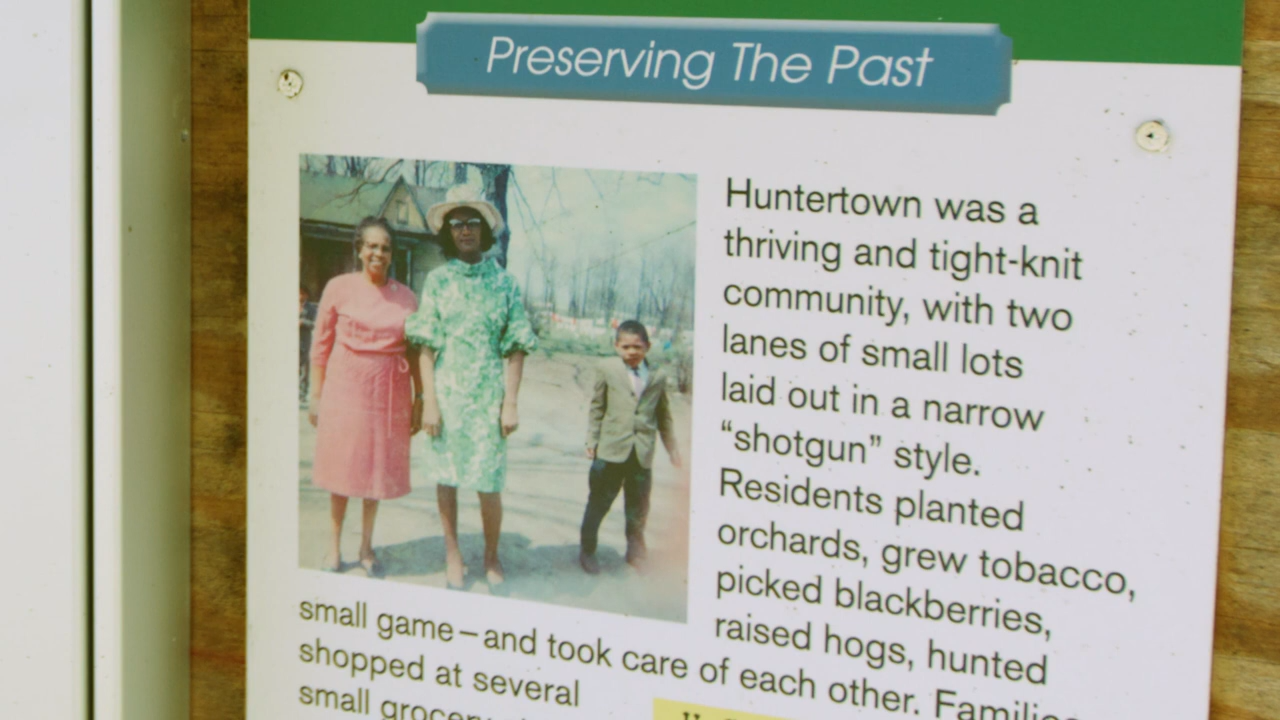 Preserving The Past
Huntertown was a
thriving and tight-knit
community, with two
lanes of small lots
laid out in a narrow
“shotgun” style.
Residents planted
orchards, grew tobacco,
picked blackberries,
raised hogs, hunted
small game—and took care of each other. Families
shopped at several
small grocery